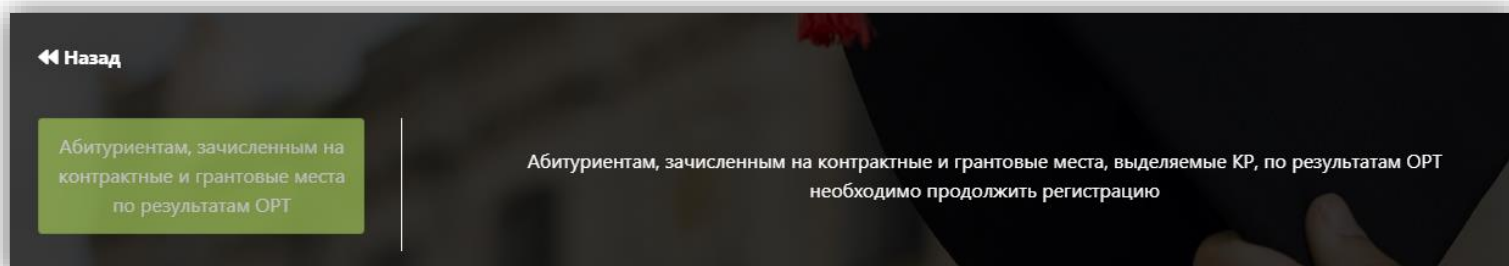 Назад
Абитуриентам, зачисленным на
контрактные и грантовые места
по результатам ОРТ
Абитуриентам, зачисленным на контрактные и грантовые места, выделяемые КР, по результатам ОРТ
необходимо продолжить регистрацию